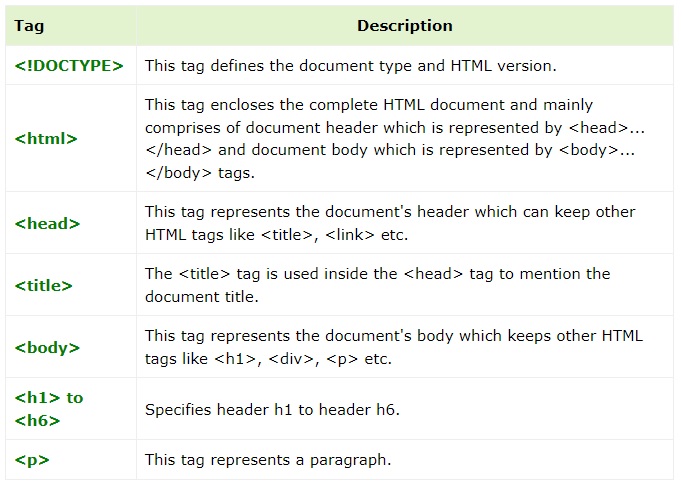 Tag Description
<!DOCTYPE> This tag defines the document type and HTML version.
<html>
This tag encloses the complete HTML document and mainly
comprises of document header which is represented by <head>...
</head> and document body which is represented by <body>...
</body> tags.
<head>
This tag represents the document's header which can keep other
HTML tags like <title>, <link> etc.
<title>
The <title> tag is used inside the <head> tag to mention the
document title.
<body>
This tag represents the document's body which keeps other HTML
tags like <h1>, <div>, <p> etc.
<h1> to
<h6>
Specifies header h1 to header h6.
<p> This tag represents a paragraph.